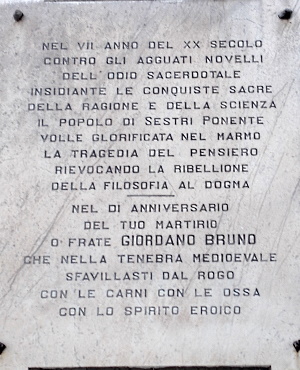 NEL VII ANNO DEL XX SECOLO
CONTRO GLI AGGUATI NOVELLI
DELL'ODIO SACERDOTALE
INSIDIANTE LE CONQUISTE SACRE
DELLA RAGIONE E DELLA SCIENZA
IL POPOLO DI SESTRI PONENTE
VOLLE GLORIFICATA NEL MARMO
LA TRAGEDIA DEL PENSIERO
RIEVOCANDO LA RIBELLIONE
DELLA FILOSOFIA AL DOGMA
NEL DI ANNIVERSARIO
DEL TUO MARTIRIO
O FRATE GIORDANO BRUNO
CHE NELLA TENEBRA MEDIOEVALE
SFAVILLASTI DAL ROGO
CON LE CARNI CON LE OSSA
CON LO SPIRITO EROICO